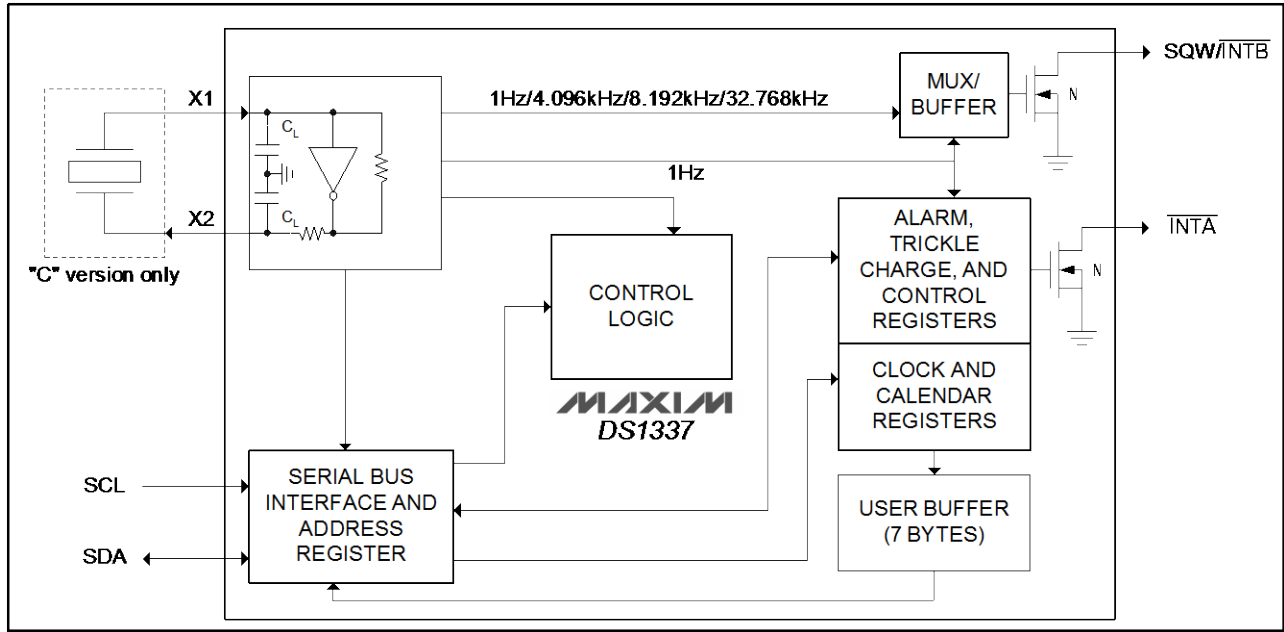 SQW/INTB
MUX/
BUFFER
N
X1
1Hz/4.096kHz/8.192kHz/32.768kHz
CL
1Hz
X2
CL
"C" version only
ALARM,
TRICKLE
CHARGE, AND
CONTROL
REGISTERS
INTA
N
CONTROL
LOGIC
CLOCK AND
CALENDAR
REGISTERS
MAXIM
DS1337
SCL
SDA
SERIAL BUS
INTERFACE AND
ADDRESS
REGISTER
USER BUFFER
(7 BYTES)